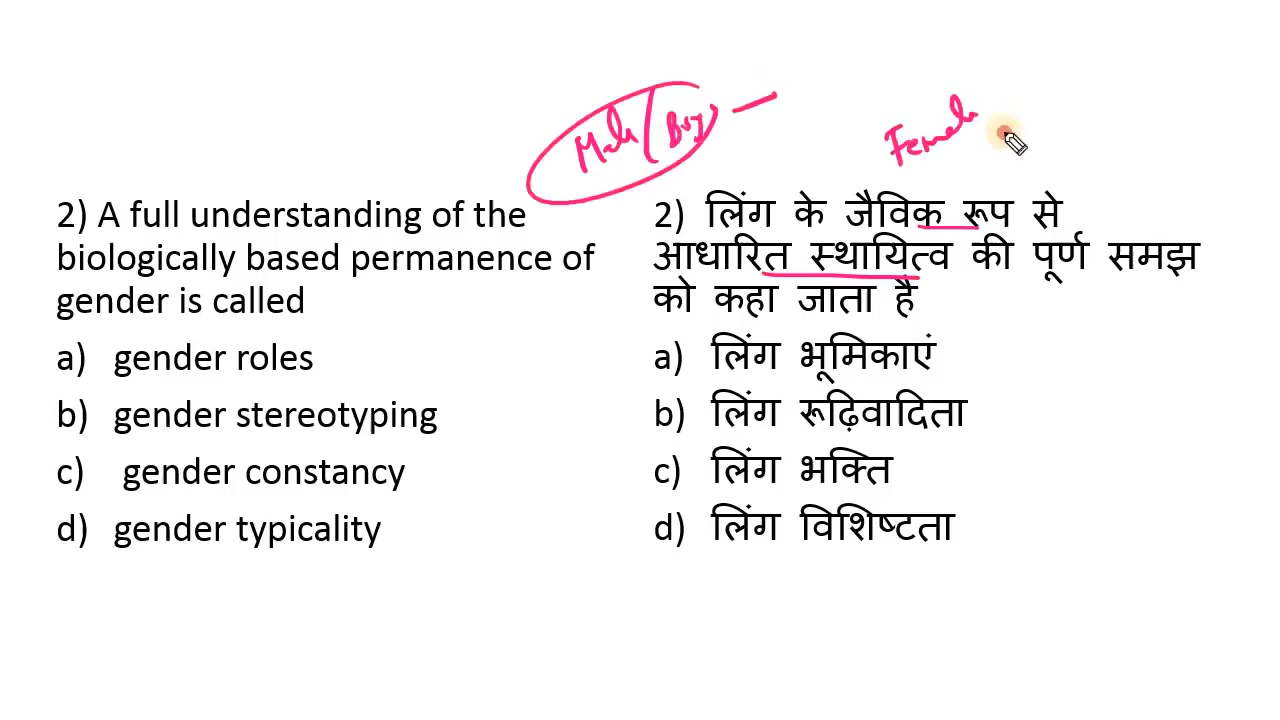 Male (Boy) —
Female
2) A full understanding of the
biologically based permanence of
gender is called
a) gender roles
b) gender stereotyping
c) gender constancy
d) gender typicality
2) लिंग के जैविक रूप से
आधारित स्थायित्व की पूर्ण समझ
को कहा जाता है
a) लिंग भूमिकाएं
b) लिंग रूढ़िवादिता
c) लिंग भक्ति
d) लिंग विशिष्टता